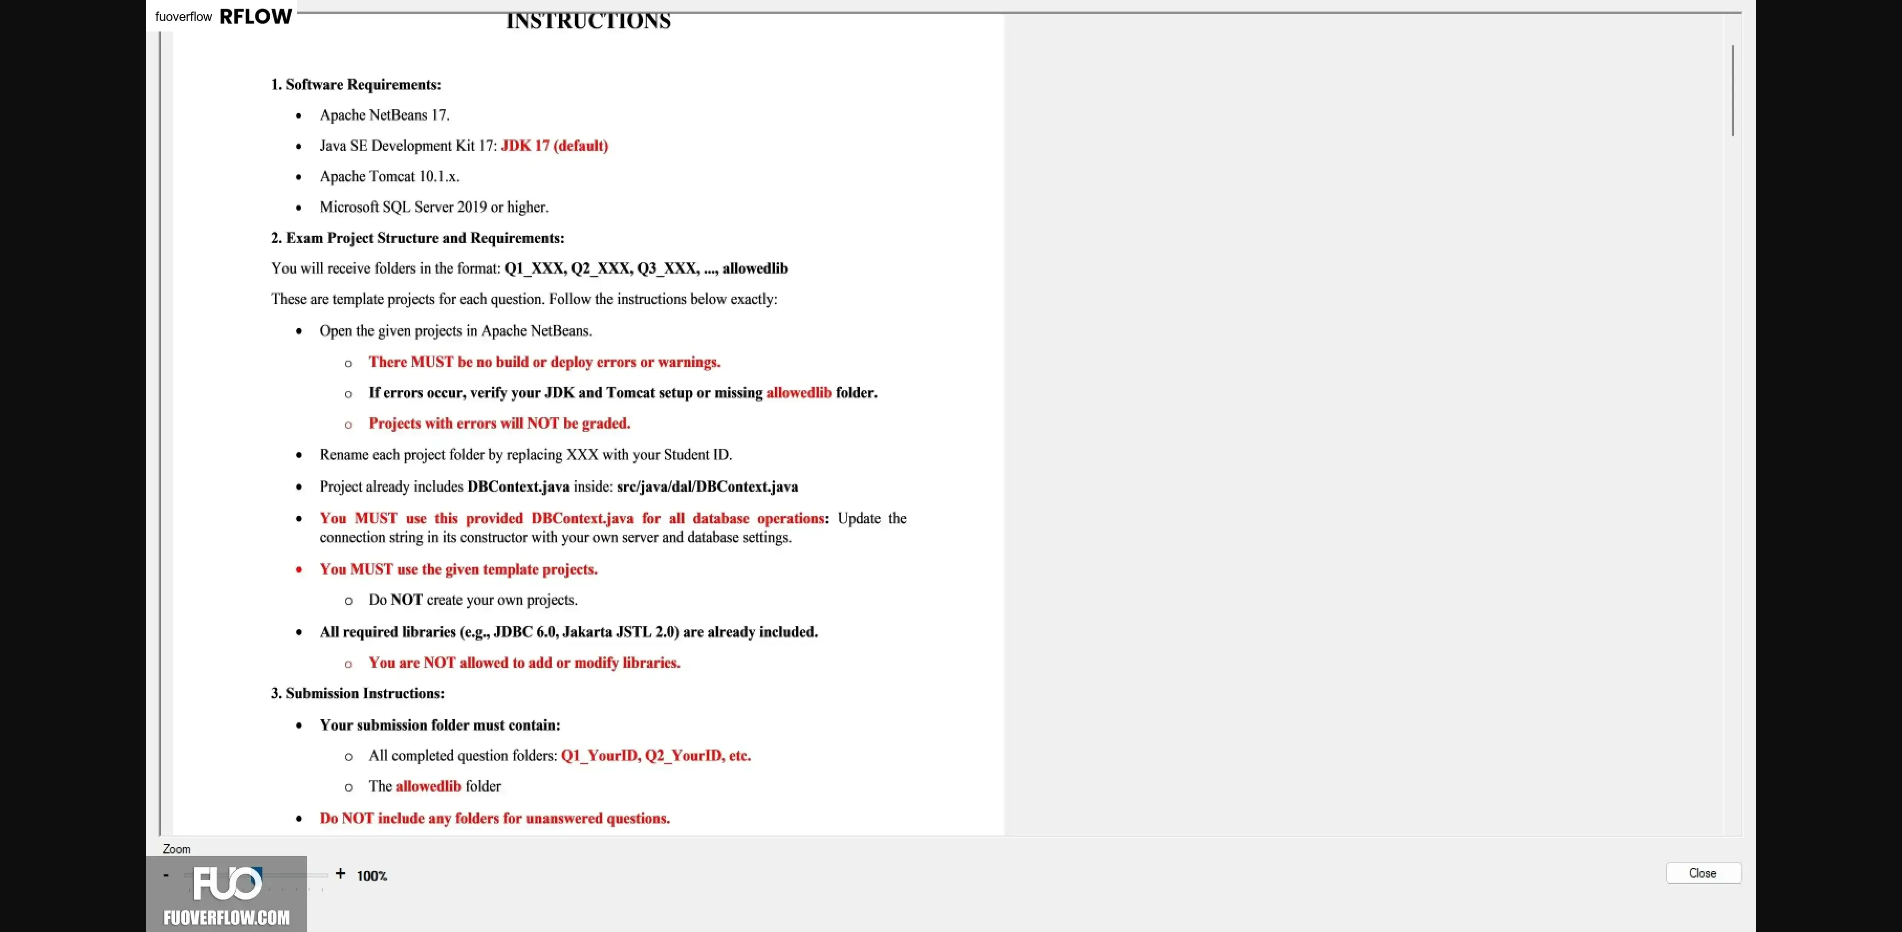 fuoverflow RFLOW
INSTRUCTIONS
1. Software Requirements:
• Apache NetBeans 17.
• Java SE Development Kit 17: JDK 17 (default)
• Apache Tomcat 10.1.x.
• Microsoft SQL Server 2019 or higher.
2. Exam Project Structure and Requirements:
You will receive folders in the format: Q1_XXX, Q2_XXX, Q3_XXX, ..., allowedlib
These are template projects for each question. Follow the instructions below exactly:
• Open the given projects in Apache NetBeans.
o There MUST be no build or deploy errors or warnings.
o If errors occur, verify your JDK and Tomcat setup or missing allowedlib folder.
o Projects with errors will NOT be graded.
• Rename each project folder by replacing XXX with your Student ID.
• Project already includes DBContext.java inside: src/java/dal/DBContext.java
• You MUST use this provided DBContext.java for all database operations: Update the
connection string in its constructor with your own server and database settings.
• You MUST use the given template projects.
o Do NOT create your own projects.
• All required libraries (e.g., JDBC 6.0, Jakarta JSTL 2.0) are already included.
o You are NOT allowed to add or modify libraries.
3. Submission Instructions:
• Your submission folder must contain:
o All completed question folders: Q1_YourID, Q2_YourID, etc.
o The allowedlib folder
• Do NOT include any folders for unanswered questions.
Zoom
- + 100%
Close
FUO
FUOVERFLOW.COM